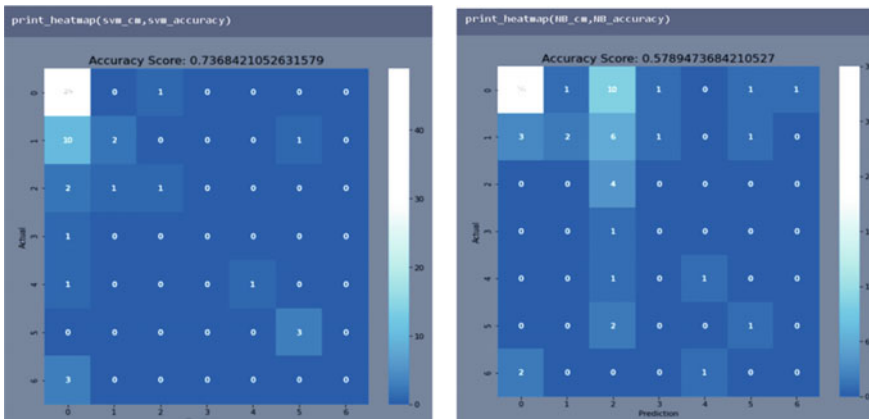 print_heatmap(svm_cm,svm_accuracy)
Accuracy Score: 0.7368421052631579
0 0 1 0 0 0 0
1 10 2 0 0 0 1 0
2 2 1 1 0 0 0 0
3 1 0 0 0 0 0 0
4 1 0 0 0 1 0 0
5 0 0 0 0 0 3 0
6 3 0 0 0 0 0 0
0 1 2 3 4 5 6
Actual
40
30
20
10
0
print_heatmap(NB_cm,NB_accuracy)
Accuracy Score: 0.5789473684210527
0 1 10 1 0 1 1
1 3 2 6 1 0 1 0
2 0 0 4 0 0 0 0
3 0 0 1 0 0 0 0
4 0 0 1 0 1 0 0
5 0 0 2 0 0 1 0
6 2 0 0 0 1 0 0
0 1 2 3 4 5 6
Actual
Prediction